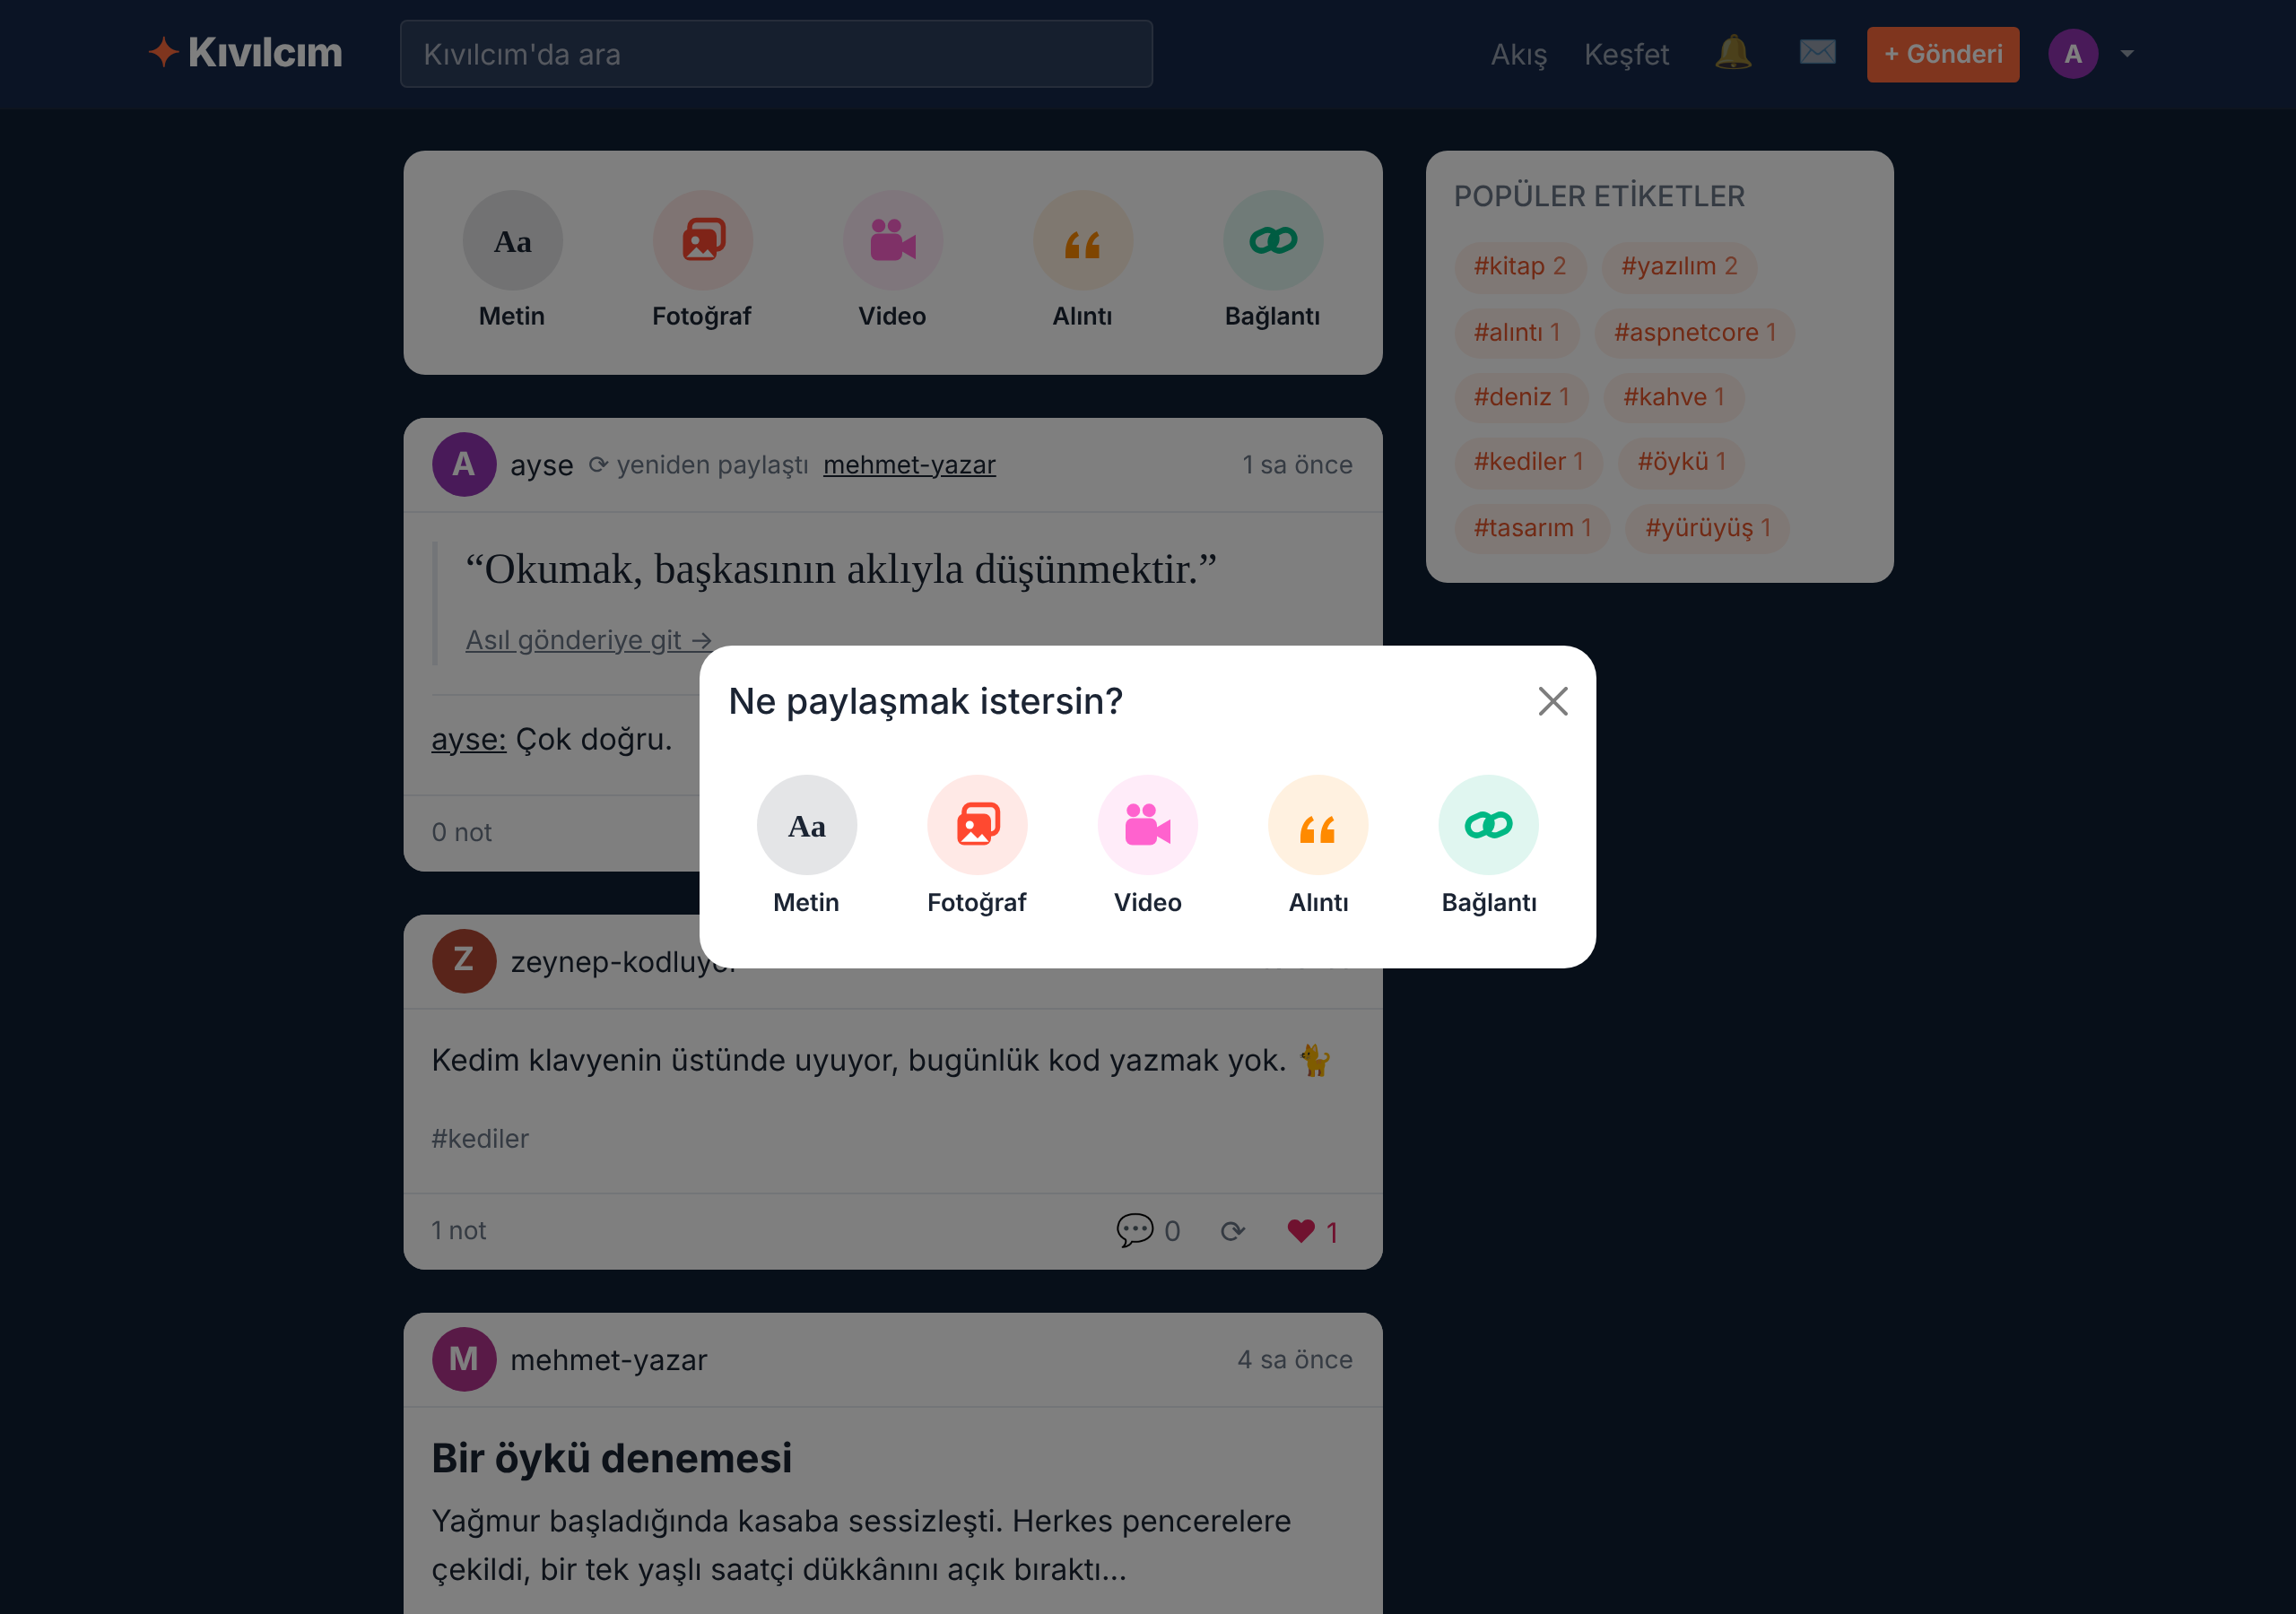 Kıvılcım
Kıvılcım'da ara
Akış Keşfet + Gönderi A
Aa
Metin Fotoğraf Video Alıntı Bağlantı
POPÜLER ETİKETLER
#kitap 2 #yazılım 2
#alıntı 1 #aspnetcore 1
#deniz 1 #kahve 1
#kediler 1 #öykü 1
#tasarım 1 #yürüyüş 1
A ayse ⟳ yeniden paylaştı mehmet-yazar 1 sa önce
“Okumak, başkasının aklıyla düşünmektir.”
Asıl gönderiye git →
ayse: Çok doğru.
0 not
Ne paylaşmak istersin?
Aa
Metin Fotoğraf Video Alıntı Bağlantı
Z
Kedim klavyenin üstünde uyuyor, bugünlük kod yazmak yok. 🐈
#kediler
1 not 💬 0 ⟳ ♥ 1
M mehmet-yazar 4 sa önce
Bir öykü denemesi
Yağmur başladığında kasaba sessizleşti. Herkes pencerelere
çekildi, bir tek yaşlı saatçi dükkânını açık bıraktı...